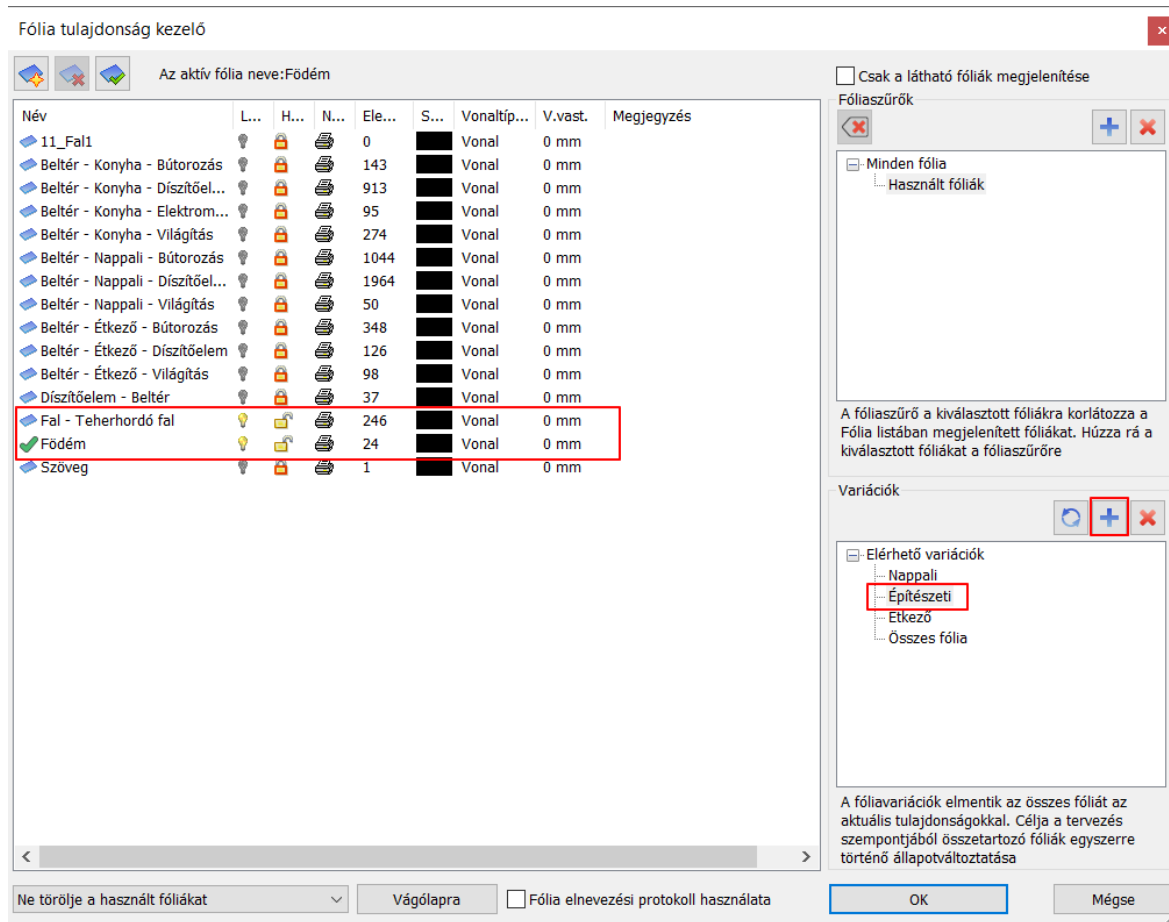 Fólia tulajdonság kezelő
Az aktív fólia neve:Födém
Név L... H... N... Ele... S... Vonaltíp... V.vast. Megjegyzés
11_Fal1 0 Vonal 0 mm
Beltér - Konyha - Bútorozás 143 Vonal 0 mm
Beltér - Konyha - Díszítőel... 913 Vonal 0 mm
Beltér - Konyha - Elektrom... 95 Vonal 0 mm
Beltér - Konyha - Világítás 274 Vonal 0 mm
Beltér - Nappali - Bútorozás 1044 Vonal 0 mm
Beltér - Nappali - Díszítőel... 1964 Vonal 0 mm
Beltér - Nappali - Világítás 50 Vonal 0 mm
Beltér - Étkező - Bútorozás 348 Vonal 0 mm
Beltér - Étkező - Díszítőelem 126 Vonal 0 mm
Beltér - Étkező - Világítás 98 Vonal 0 mm
Díszítőelem - Beltér 37 Vonal 0 mm
Fal - Teherhordó fal 246 Vonal 0 mm
Födém 24 Vonal 0 mm
Szöveg 1 Vonal 0 mm
Csak a látható fóliák megjelenítése
Fóliaszűrők
Minden fólia
Használt fóliák
A fóliaszűrő a kiválasztott fóliákra korlátozza a
Fólia listában megjelenített fóliákat. Húzza rá a
kiválasztott fóliákat a fóliaszűrőre
Variációk
Elérhető variációk
Nappali
Építészeti
Étkező
Összes fólia
A fóliavariációk elmentik az összes fóliát az
aktuális tulajdonságokkal. Célja a tervezés
szempontjából összetartozó fóliák egyszerre
történő állapotváltoztatása
Ne törölje a használt fóliákat
Vágólapra
Fólia elnevezési protokoll használata
OK
Mégse